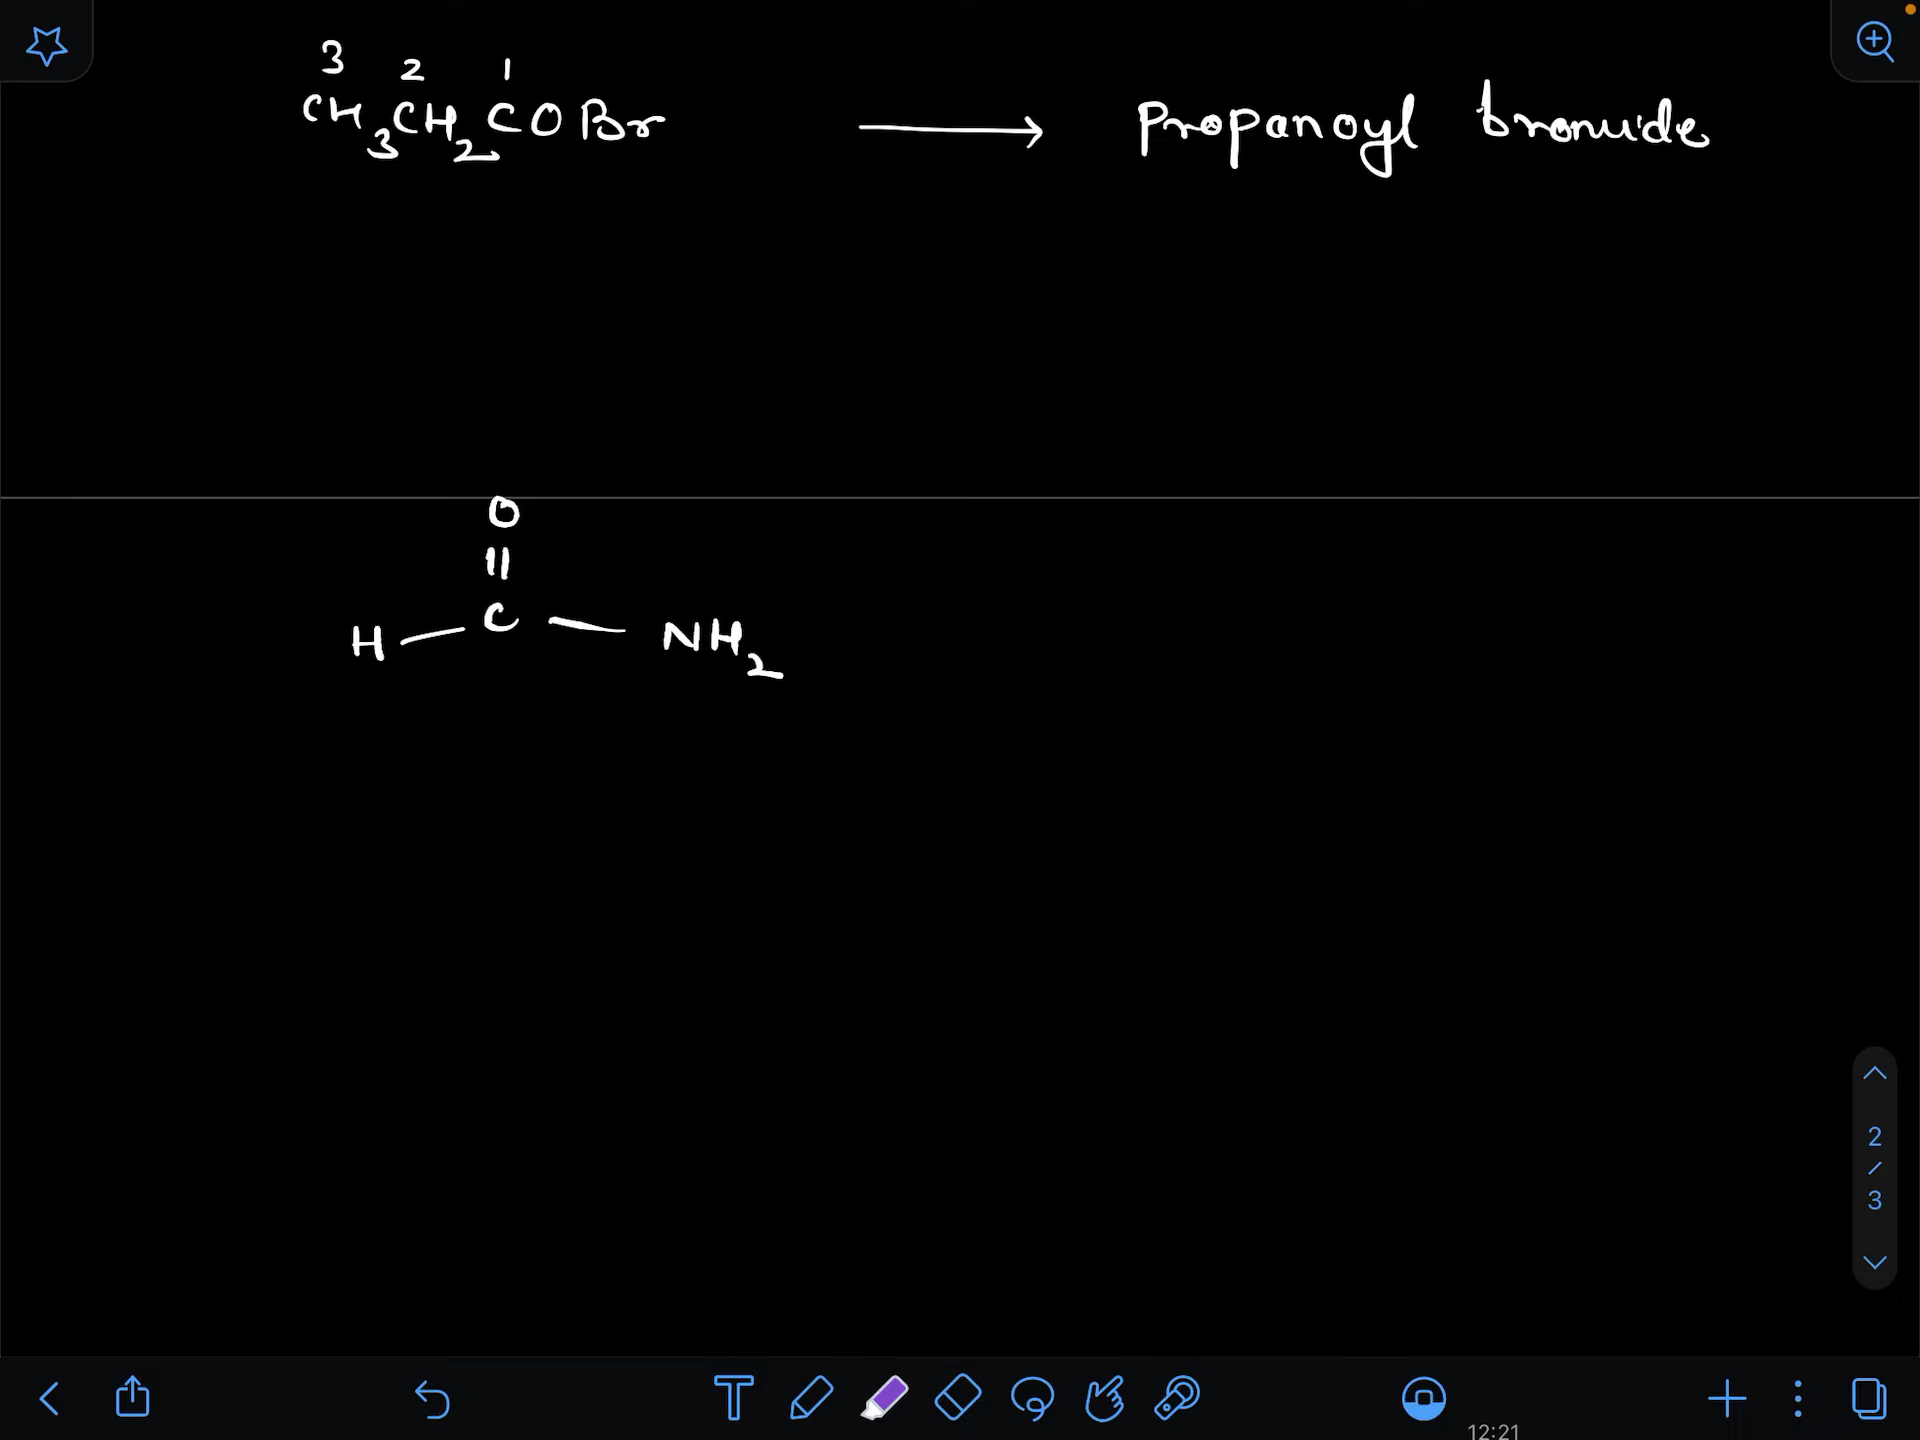 3 2 1
CH3CH2COBr ⟶ Propanoyl bromide
O
||
H — C — NH2
2
/
3
12:21